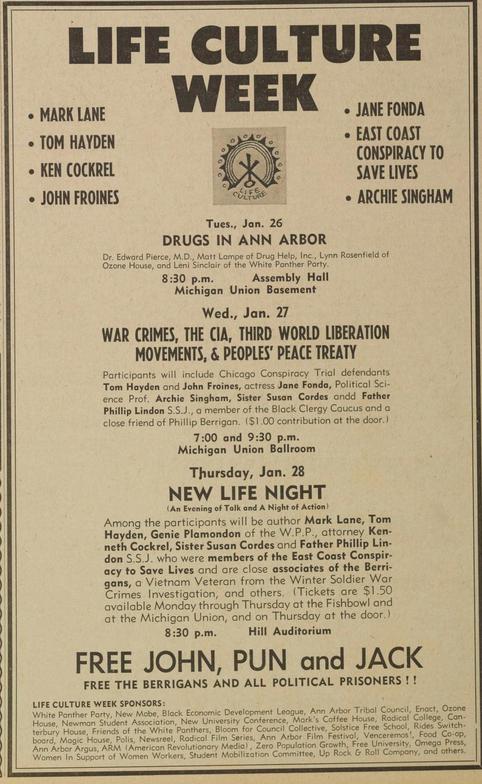 LIFE CULTURE
WEEK
• MARK LANE
• TOM HAYDEN
• KEN COCKREL
• JOHN FROINES
• JANE FONDA
• EAST COAST
CONSPIRACY TO
SAVE LIVES
• ARCHIE SINGHAM
LIFE
CULTURE
Tues., Jan. 26
DRUGS IN ANN ARBOR
Dr. Edward Pierce, M.D., Matt Lampe of Drug Help, Inc., Lynn Rosenfield of
Ozone House, and Leni Sinclair of the White Panther Party.
8:30 p.m. Assembly Hall
Michigan Union Basement
Wed., Jan. 27
WAR CRIMES, THE CIA, THIRD WORLD LIBERATION
MOVEMENTS, & PEOPLES' PEACE TREATY
Participants will include Chicago Conspiracy Trial defendants
Tom Hayden and John Froines, actress Jane Fonda, Political Sci-
ence Prof. Archie Singham, Sister Susan Cordes andd Father
Phillip Lindon S.S.J., a member of the Black Clergy Caucus and a
close friend of Phillip Berrigan. ($1.00 contribution at the door.)
7:00 and 9:30 p.m.
Michigan Union Ballroom
Thursday, Jan. 28
NEW LIFE NIGHT
(An Evening of Talk and A Night of Action)
Among the participants will be author Mark Lane, Tom
Hayden, Genie Plamondon of the W.P.P., attorney Ken-
neth Cockrel, Sister Susan Cordes and Father Phillip Lin-
don S.S.J. who were members of the East Coast Conspir-
acy to Save Lives and are close associates of the Berri-
gans, a Vietnam Veteran from the Winter Soldier War
Crimes Investigation, and others. (Tickets are $1.50
available Monday through Thursday at the Fishbowl and
at the Michigan Union, and on Thursday at the door.)
8:30 p.m. Hill Auditorium
FREE JOHN, PUN and JACK
FREE THE BERRIGANS AND ALL POLITICAL PRISONERS ! !
LIFE CULTURE WEEK SPONSORS:
White Panther Party, New Mobe, Black Economic Development League, Ann Arbor Tribal Council, Enact, Ozone
House, Newman Student Association, New University Conference, Mark's Coffee House, Radical College, Can-
terbury House, Friends of the White Panthers, Bloom for Council Collective, Solstice Free School, Rides Switch-
board, Magic House, Polis, Newsreel, Radical Film Series, Ann Arbor Film Festival, Venceremos!, Food Co-op,
Ann Arbor Argus, ARM (American Revolutionary Media), Zero Population Growth, Free University, Omega Press,
Women In Support of Women Workers, Student Mobilization Committee, Up Rock & Roll Company, and others.